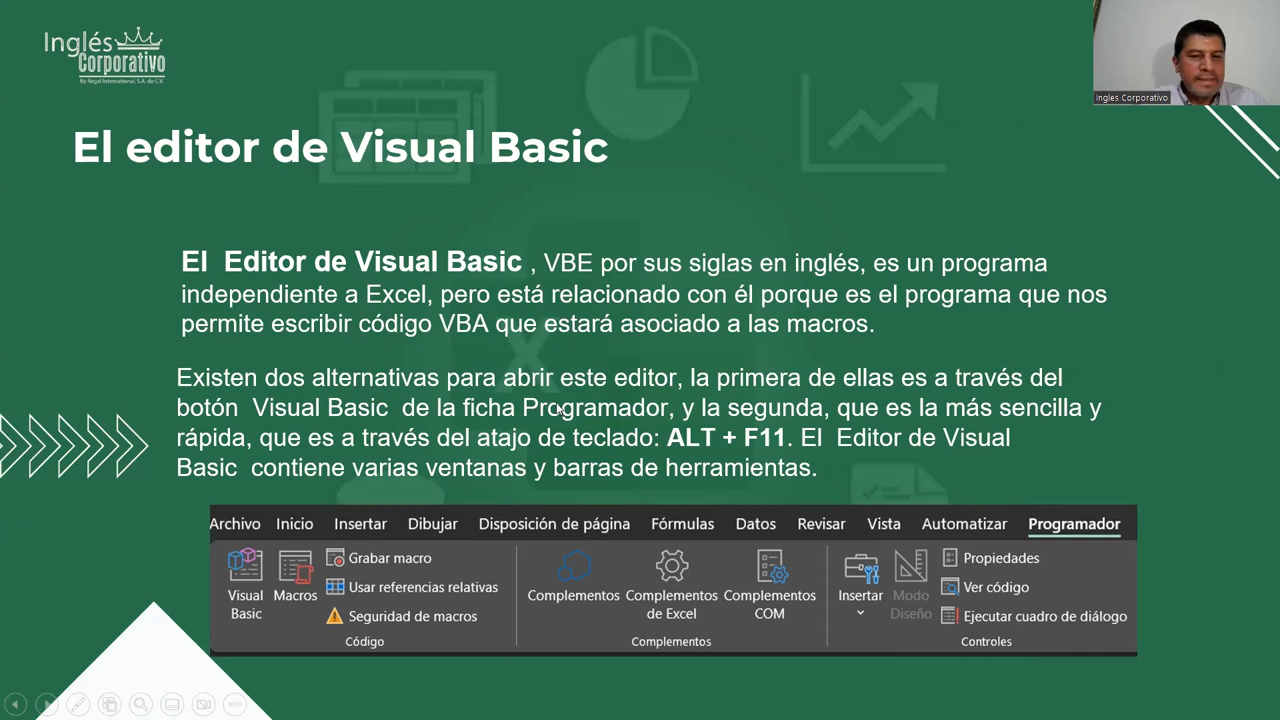 Inglés
Corporativo
By Regal International, S.A. de C.V.
Ingles Corporativo
El editor de Visual Basic
El Editor de Visual Basic , VBE por sus siglas en inglés, es un programa
independiente a Excel, pero está relacionado con él porque es el programa que nos
permite escribir código VBA que estará asociado a las macros.
Existen dos alternativas para abrir este editor, la primera de ellas es a través del
botón Visual Basic de la ficha Programador, y la segunda, que es la más sencilla y
rápida, que es a través del atajo de teclado: ALT + F11. El Editor de Visual
Basic contiene varias ventanas y barras de herramientas.
Archivo Inicio Insertar Dibujar Disposición de página Fórmulas Datos Revisar Vista Automatizar Programador
Visual Basic
Macros
Grabar macro
Usar referencias relativas
Seguridad de macros
Código
Complementos
Complementos de Excel
Complementos COM
Complementos
Insertar
Modo Diseño
Propiedades
Ver código
Ejecutar cuadro de diálogo
Controles